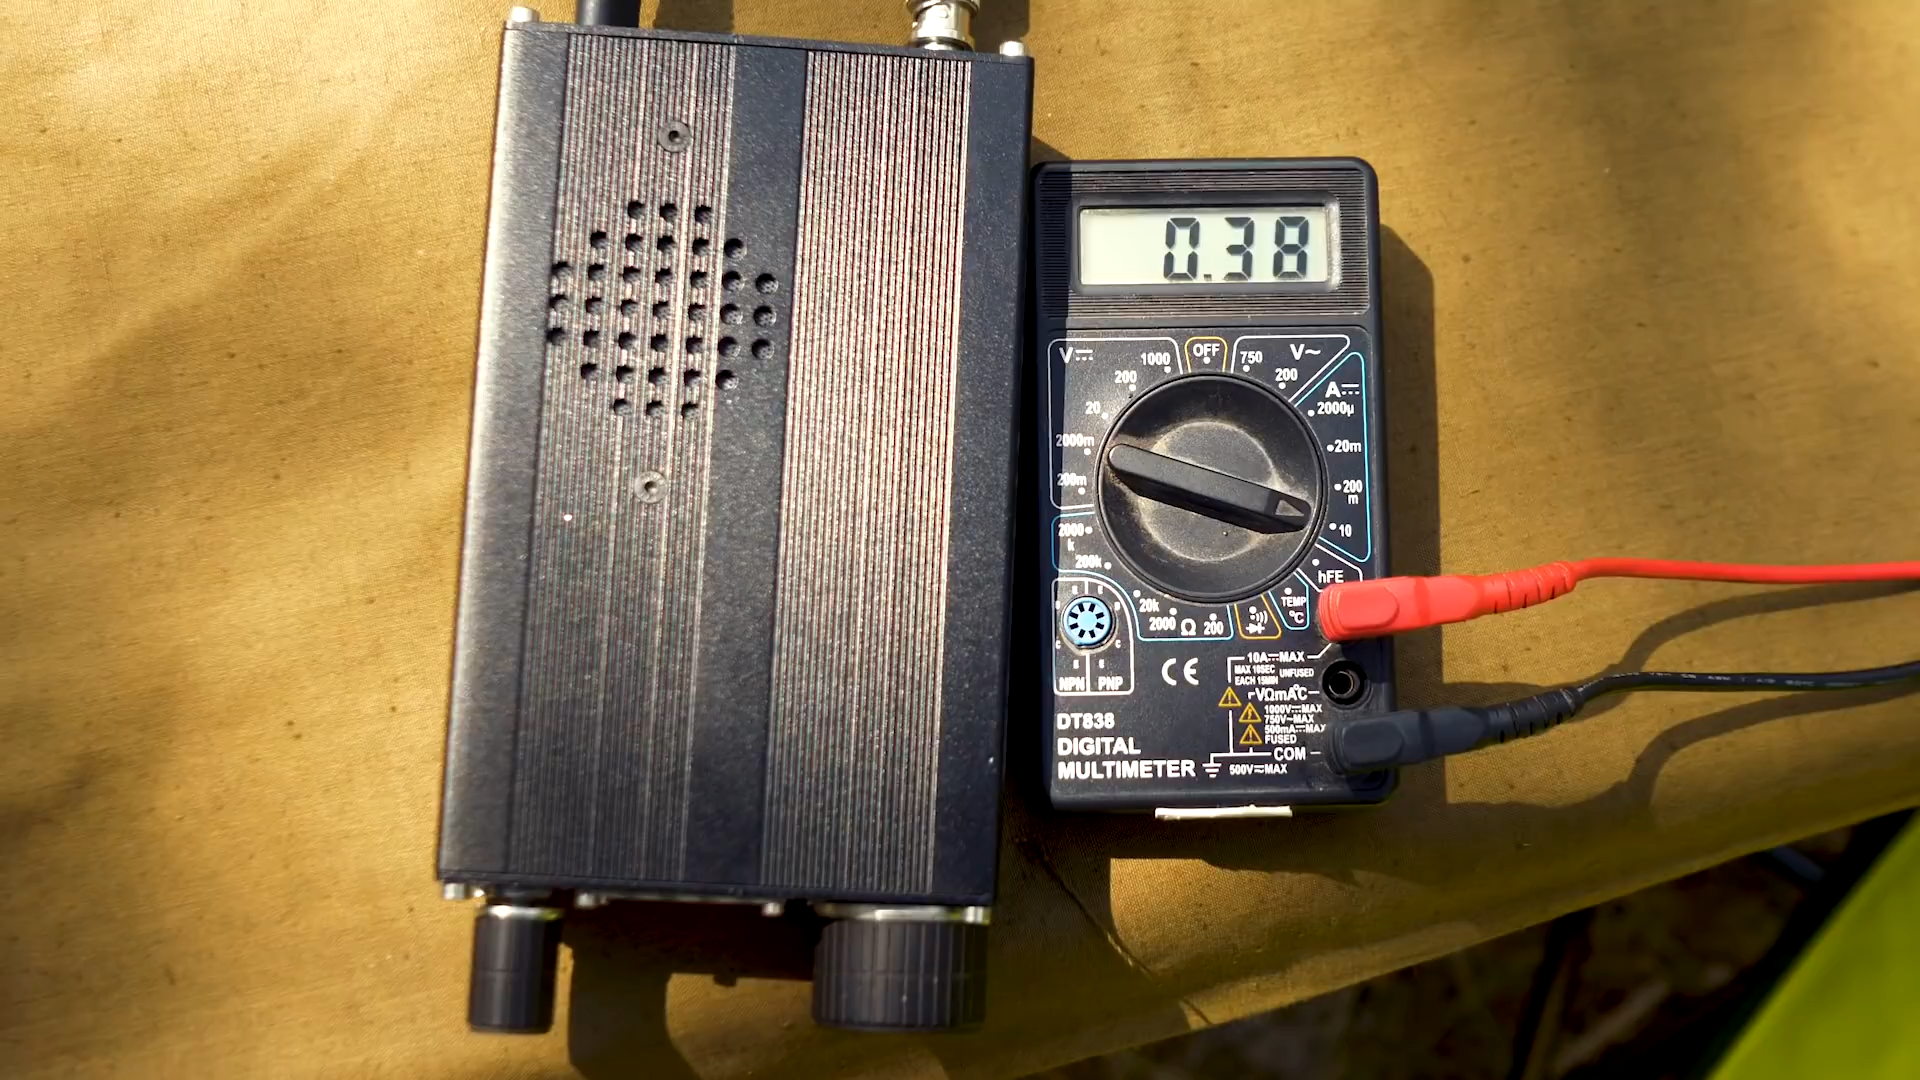 0.38
V⎓ 1000 OFF 750 V~
200 200
A⎓
20 2000µ
2000m 20m
200m 200
m
2000 10
k
200k hFE
20k TEMP
2000 Ω 200 °C
E E
B B
C C
E E
NPN PNP
CE
10A⎓MAX
MAX 10SEC UNFUSED
EACH 15MIN
VΩmA°C
1000V⎓MAX
750V~MAX
500mA⎓MAX
FUSED
COM
500V⎓MAX
DT838
DIGITAL
MULTIMETER